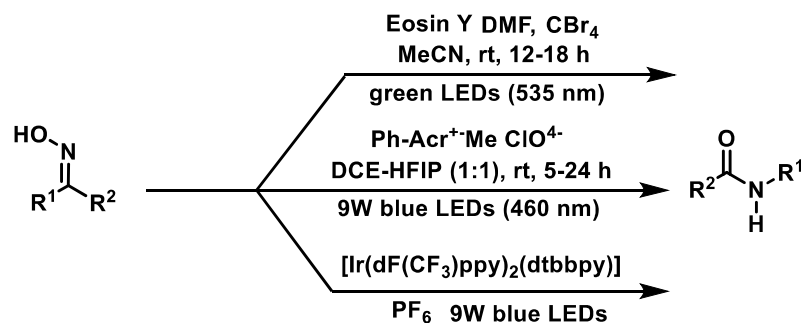 Eosin Y DMF, CBr₄
MeCN, rt, 12-18 h
green LEDs (535 nm)
HO
N
R¹ R²
Ph-Acr⁺⁻Me ClO⁴⁻
DCE-HFIP (1:1), rt, 5-24 h
9W blue LEDs (460 nm)
O
R² N R¹
H
[Ir(dF(CF₃)ppy)₂(dtbbpy)]
PF₆ 9W blue LEDs